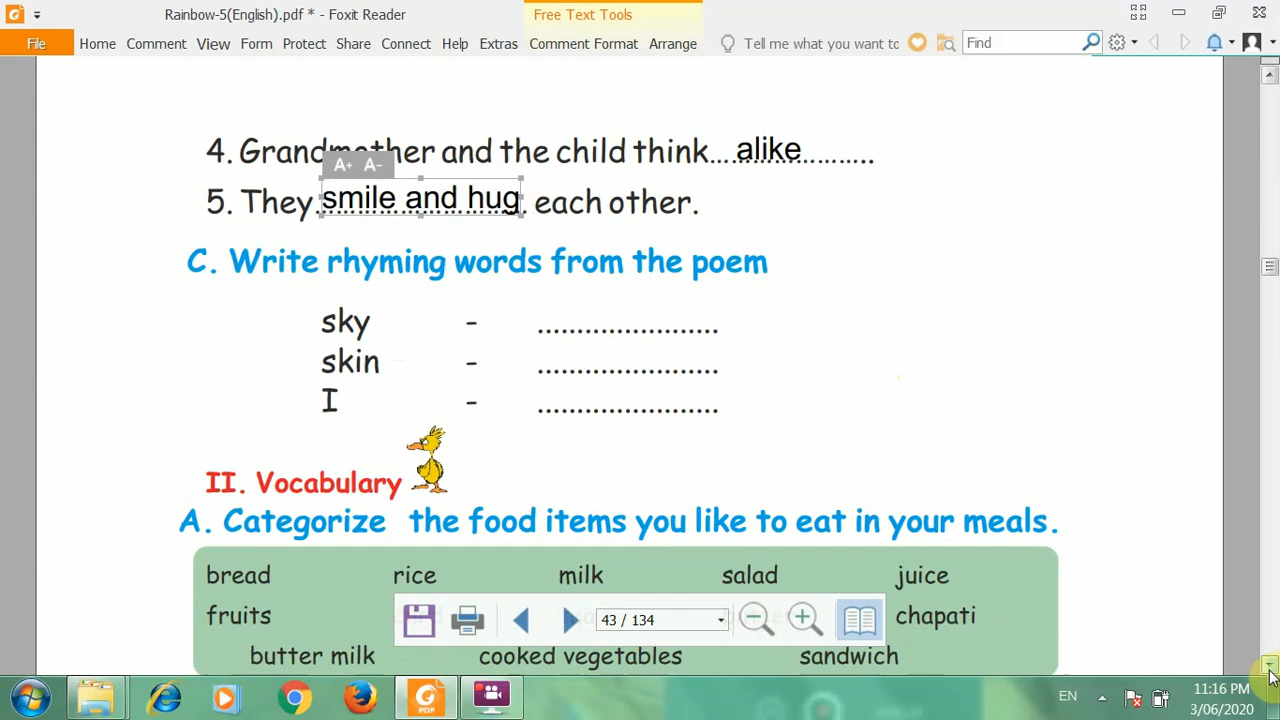 Rainbow-5(English).pdf * - Foxit Reader
Free Text Tools
File Home Comment View Form Protect Share Connect Help Extras Comment Format Arrange Tell me what you want to Find
4. Grandmother and the child think...alike...........
A+ A-
5. They smile and hug each other.
C. Write rhyming words from the poem
sky - .......................
skin - .......................
I - .......................
II. Vocabulary
A. Categorize the food items you like to eat in your meals.
bread rice milk salad juice
fruits chapati
43 / 134
butter milk cooked vegetables sandwich
PDF
EN 11:16 PM
3/06/2020